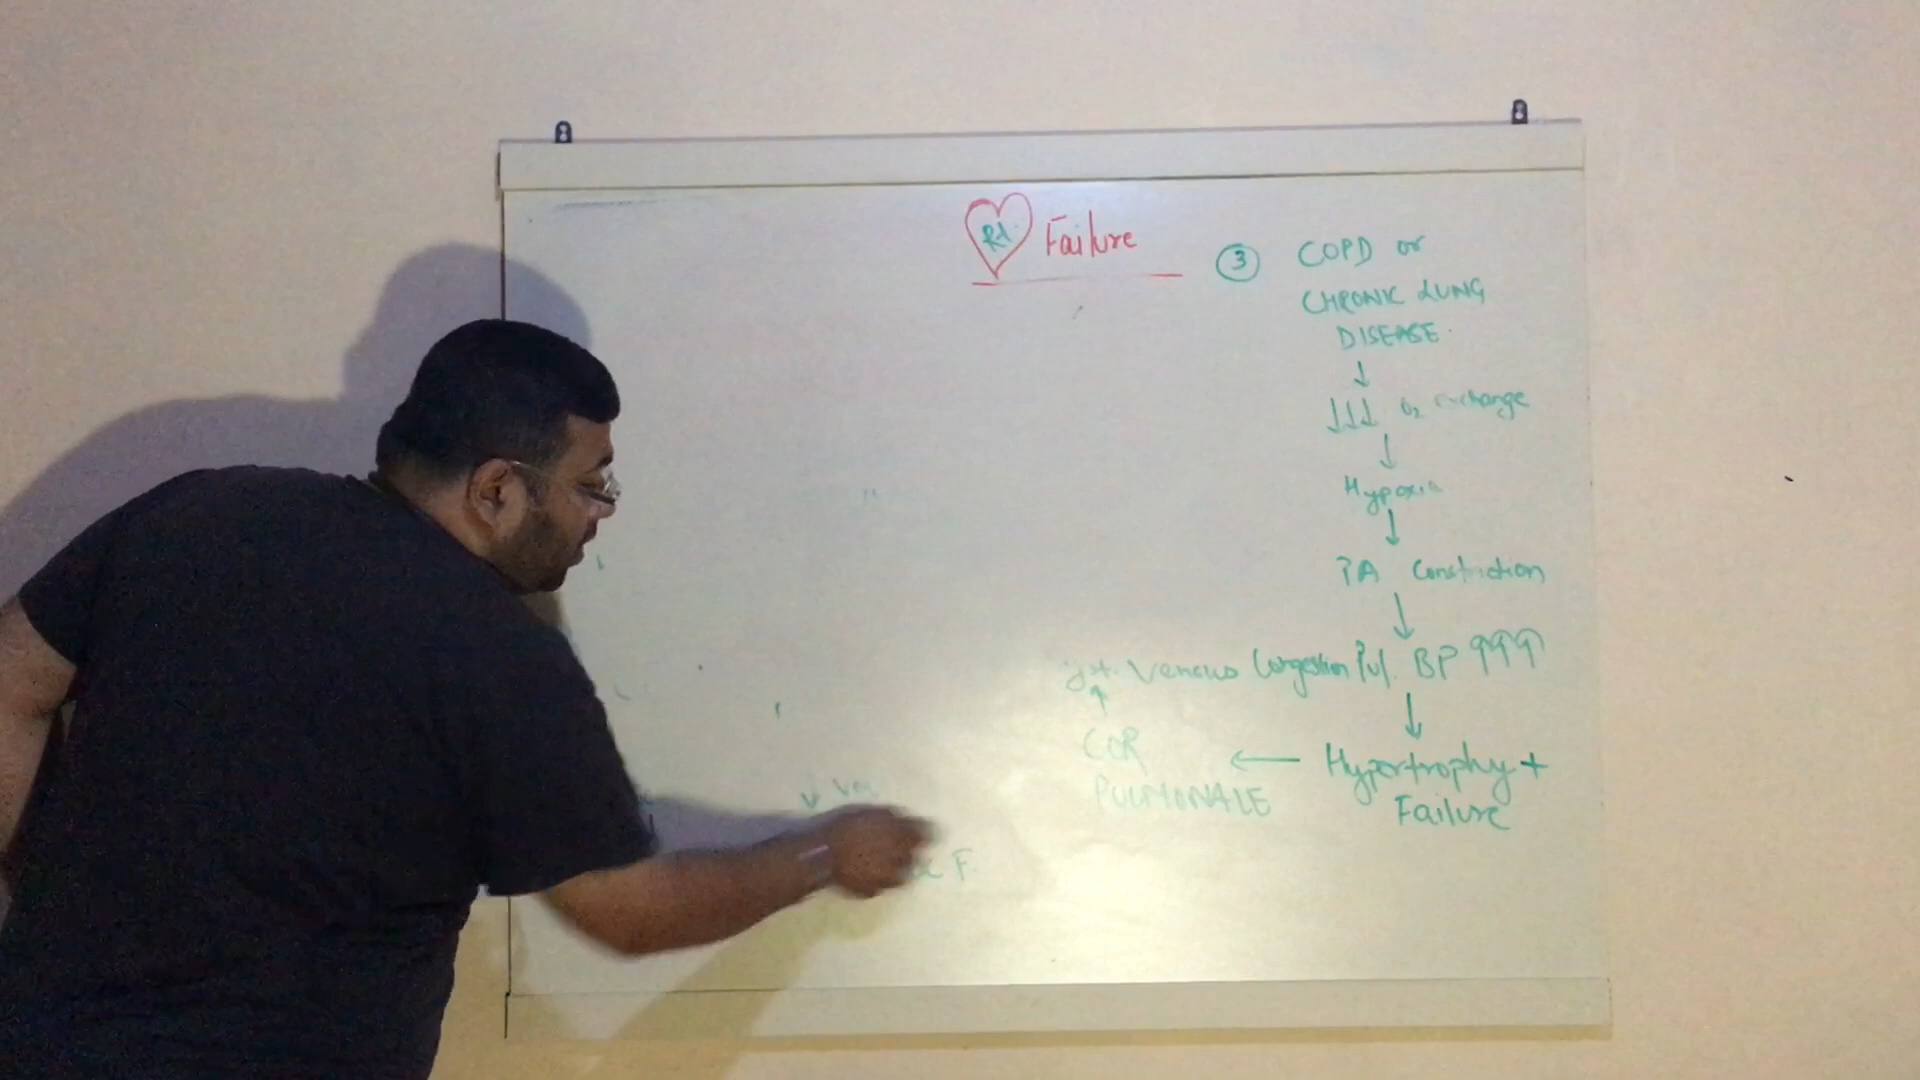 Rt. Failure
③ COPD or
CHRONIC LUNG
DISEASE.
↓
↓↓↓ O₂ exchange
↓
Hypoxia
↓
PA Constriction
↓
Venous Congestion Pul. BP ↑↑↑
↑ ↓
COR ← Hypertrophy +
PULMONALE Failure
↓
F